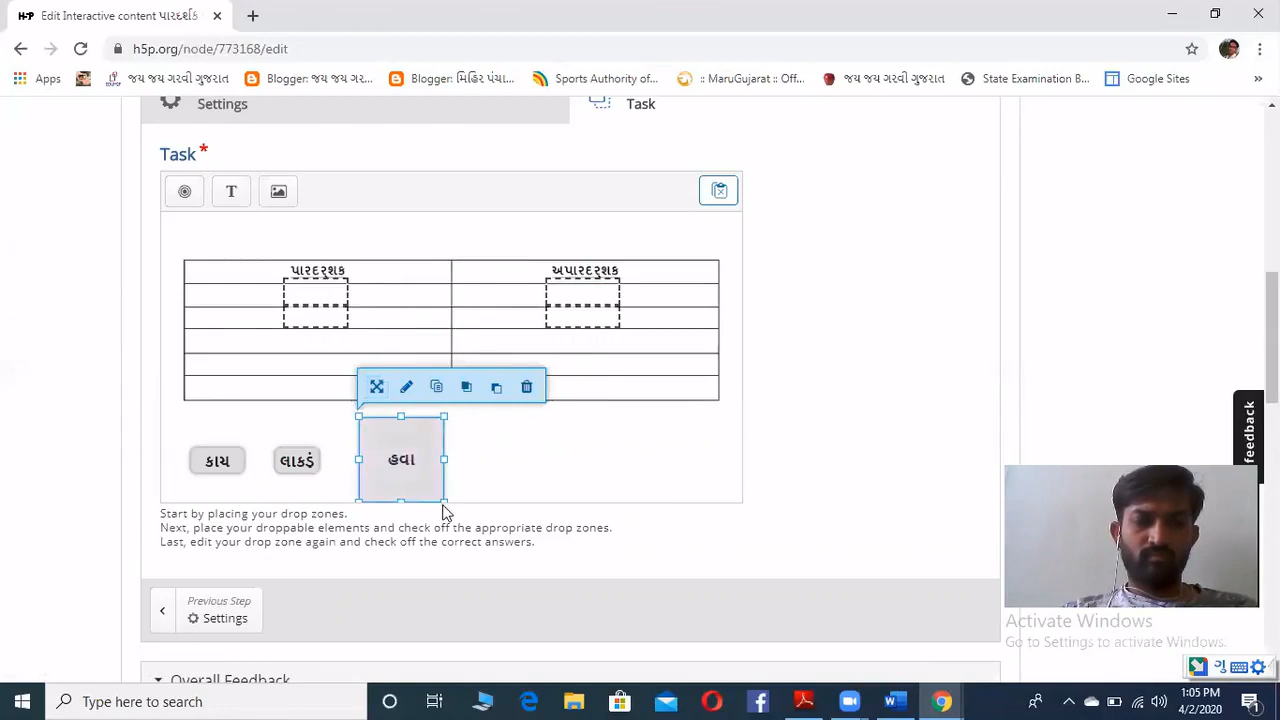 H-P Edit Interactive content પારદર્શક
h5p.org/node/773168/edit
Apps જય જય ગરવી ગુજરાત Blogger: જય જય ગર... Blogger: મિહિર પંચા... Sports Authority of... :: MeruGujarat :: Off... જય જય ગરવી ગુજરાત State Examination B... Google Sites »
Settings Task
Task *
T
પારદર્શક અપારદર્શક
કાચ લાકડું હવા
Start by placing your drop zones.
Next, place your droppable elements and check off the appropriate drop zones.
Last, edit your drop zone again and check off the correct answers.
Previous Step
Settings
Overall Feedback
feedback
Activate Windows
Go to Settings to activate Windows.
ગુ
Type here to search
1:05 PM
4/2/2020